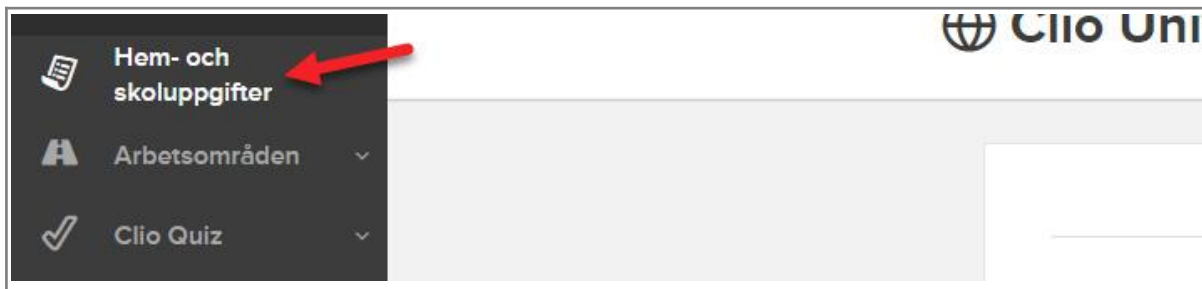 Clio Uni
Hem- och
skoluppgifter
Arbetsområden
Clio Quiz